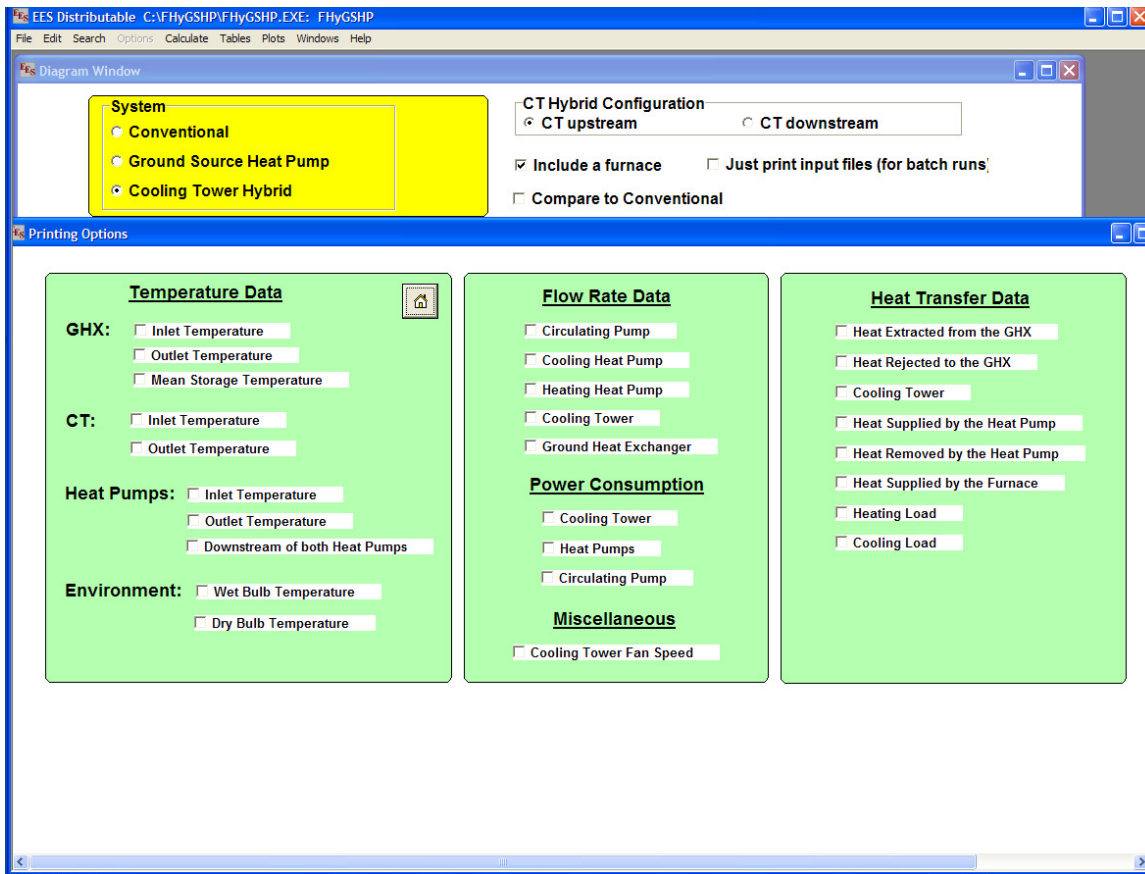 EES Distributable C:\FHyGSHP\FHyGSHP.EXE: FHyGSHP
File Edit Search Options Calculate Tables Plots Windows Help
EES Diagram Window
System
Conventional
Ground Source Heat Pump
Cooling Tower Hybrid
CT Hybrid Configuration
CT upstream CT downstream
Include a furnace Just print input files (for batch runs)
Compare to Conventional
EES Printing Options
Temperature Data
GHX: Inlet Temperature
Outlet Temperature
Mean Storage Temperature
CT: Inlet Temperature
Outlet Temperature
Heat Pumps: Inlet Temperature
Outlet Temperature
Downstream of both Heat Pumps
Environment: Wet Bulb Temperature
Dry Bulb Temperature
Flow Rate Data
Circulating Pump
Cooling Heat Pump
Heating Heat Pump
Cooling Tower
Ground Heat Exchanger
Power Consumption
Cooling Tower
Heat Pumps
Circulating Pump
Miscellaneous
Cooling Tower Fan Speed
Heat Transfer Data
Heat Extracted from the GHX
Heat Rejected to the GHX
Cooling Tower
Heat Supplied by the Heat Pump
Heat Removed by the Heat Pump
Heat Supplied by the Furnace
Heating Load
Cooling Load